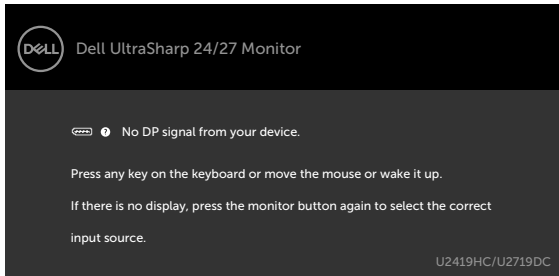 DELL Dell UltraSharp 24/27 Monitor
? No DP signal from your device.
Press any key on the keyboard or move the mouse or wake it up.
If there is no display, press the monitor button again to select the correct
input source.
U2419HC/U2719DC